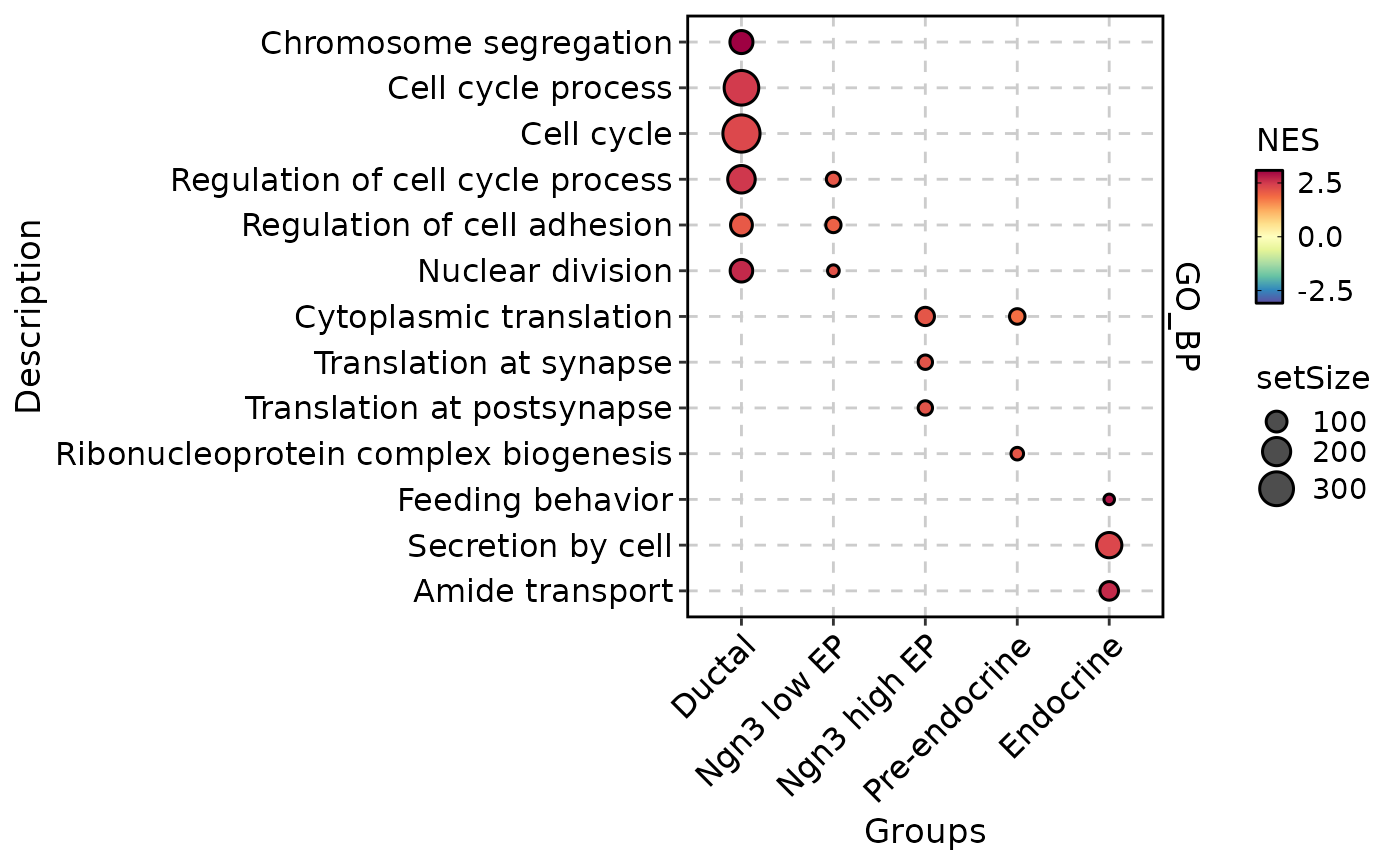 Description
Chromosome segregation
Cell cycle process
Cell cycle
Regulation of cell cycle process
Regulation of cell adhesion
Nuclear division
Cytoplasmic translation
Translation at synapse
Translation at postsynapse
Ribonucleoprotein complex biogenesis
Feeding behavior
Secretion by cell
Amide transport
Ductal
Ngn3 low EP
Ngn3 high EP
Pre-endocrine
Endocrine
Groups
GO_BP
NES
2.5
0.0
-2.5
setSize
100
200
300